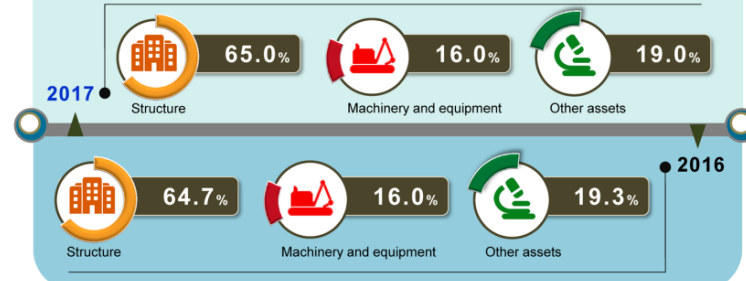 65.0%
16.0%
19.0%
2017
Structure
Machinery and equipment
Other assets
2016
64.7%
16.0%
19.3%
Structure
Machinery and equipment
Other assets